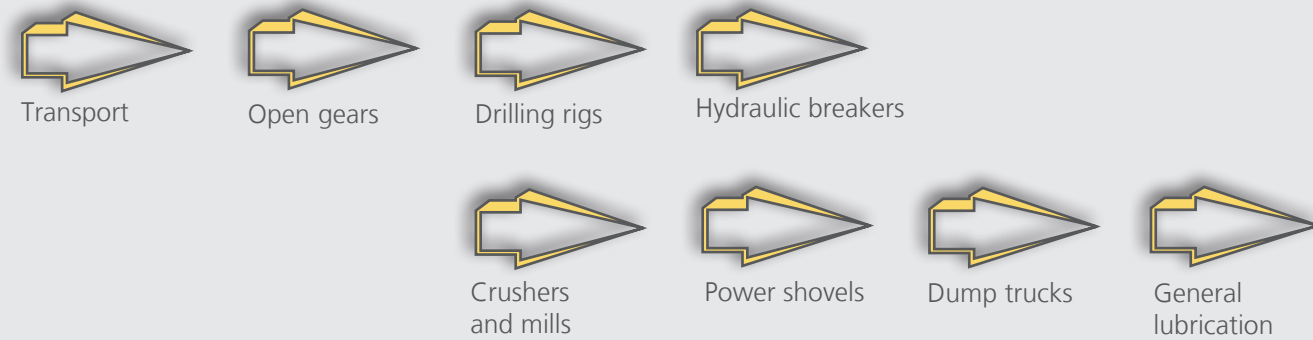 Transport
Open gears
Drilling rigs
Hydraulic breakers
Crushers
and mills
Power shovels
Dump trucks
General
lubrication